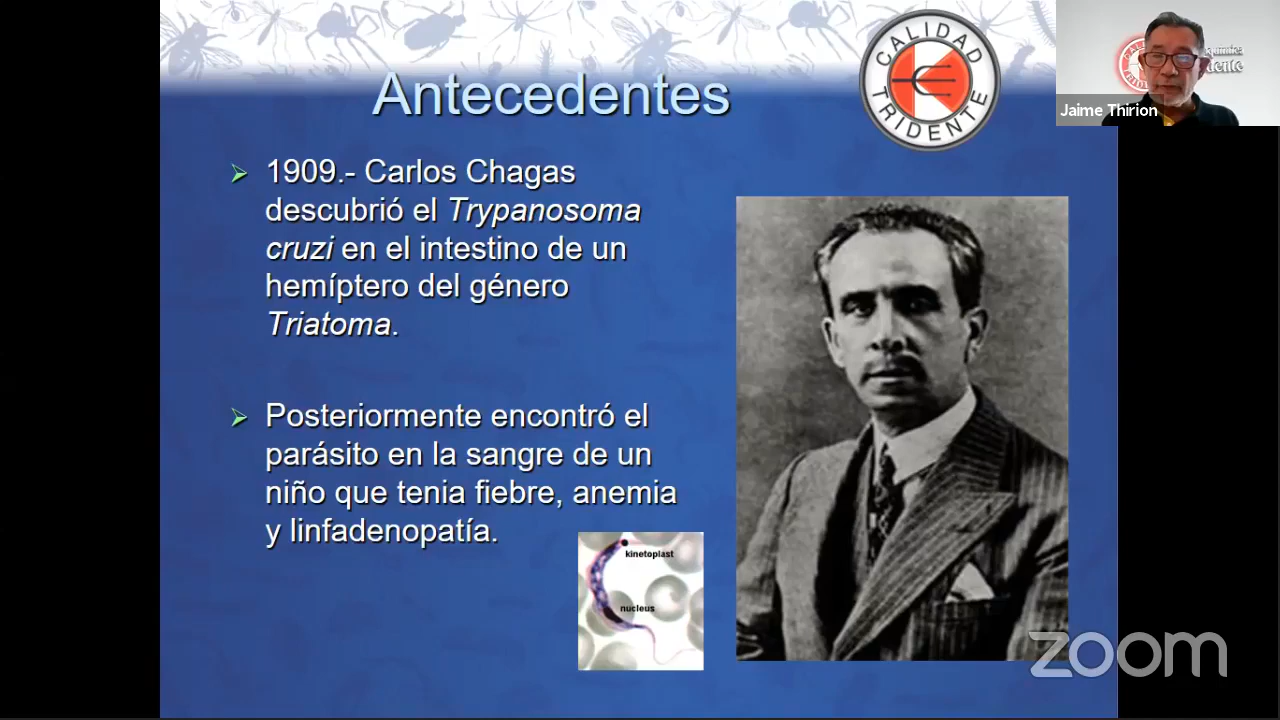 Antecedentes
CALIDAD
TRIDENTE
Jaime Thirion
➢ 1909.- Carlos Chagas
descubrió el Trypanosoma
cruzi en el intestino de un
hemíptero del género
Triatoma.
➢ Posteriormente encontró el
parásito en la sangre de un
niño que tenia fiebre, anemia
y linfadenopatía.
kinetoplast
nucleus
zoom